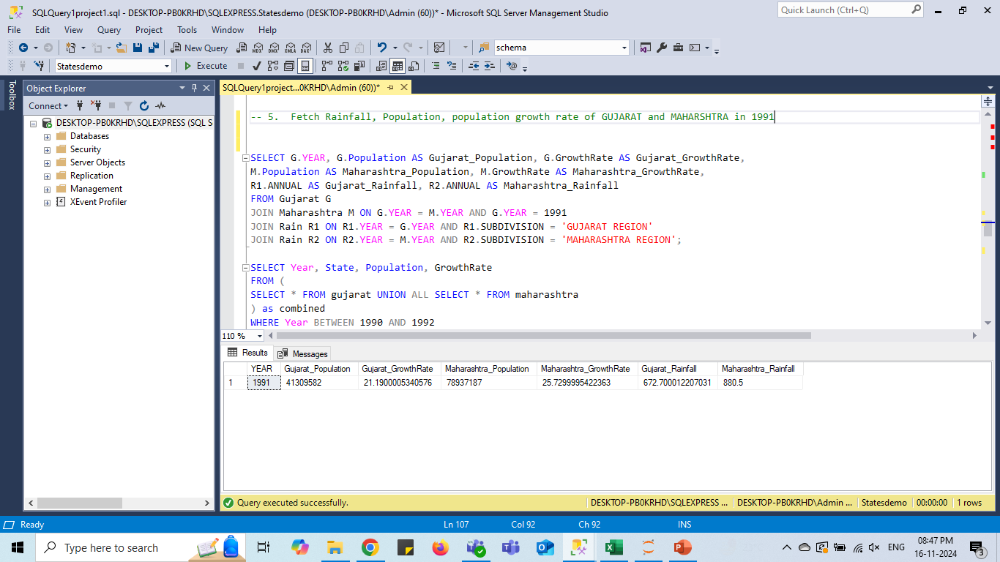 SQLQuery1project1.sql - DESKTOP-PB0KRHD\SQLEXPRESS.Statesdemo (DESKTOP-PB0KRHD\Admin (60))* - Microsoft SQL Server Management Studio
Quick Launch (Ctrl+Q)
File Edit View Query Project Tools Window Help
New Query MDX DMX XMLA DAX schema
Statesdemo Execute
Toolbox
Object Explorer
SQLQuery1project...0KRHD\Admin (60))*
Connect
DESKTOP-PB0KRHD\SQLEXPRESS (SQL S
Databases
Security
Server Objects
Replication
Management
XEvent Profiler
-- 5.  Fetch Rainfall, Population, population growth rate of GUJARAT and MAHARSHTRA in 1991
SELECT G.YEAR, G.Population AS Gujarat_Population, G.GrowthRate AS Gujarat_GrowthRate,
M.Population AS Maharashtra_Population, M.GrowthRate AS Maharashtra_GrowthRate,
R1.ANNUAL AS Gujarat_Rainfall, R2.ANNUAL AS Maharashtra_Rainfall
FROM Gujarat G
JOIN Maharashtra M ON G.YEAR = M.YEAR AND G.YEAR = 1991
JOIN Rain R1 ON R1.YEAR = G.YEAR AND R1.SUBDIVISION = 'GUJARAT REGION'
JOIN Rain R2 ON R2.YEAR = M.YEAR AND R2.SUBDIVISION = 'MAHARASHTRA REGION';
SELECT Year, State, Population, GrowthRate
FROM (
SELECT * FROM gujarat UNION ALL SELECT * FROM maharashtra
) as combined
WHERE Year BETWEEN 1990 AND 1992
110 %
Results Messages
YEAR Gujarat_Population Gujarat_GrowthRate Maharashtra_Population Maharashtra_GrowthRate Gujarat_Rainfall Maharashtra_Rainfall
1 1991 41309582 21.1900005340576 78937187 25.7299995422363 672.700012207031 880.5
Query executed successfully. DESKTOP-PB0KRHD\SQLEXPRESS ... DESKTOP-PB0KRHD\Admin ... Statesdemo 00:00:00 1 rows
Ready Ln 107 Col 92 Ch 92 INS
Type here to search
ENG
08:47 PM
16-11-2024
3